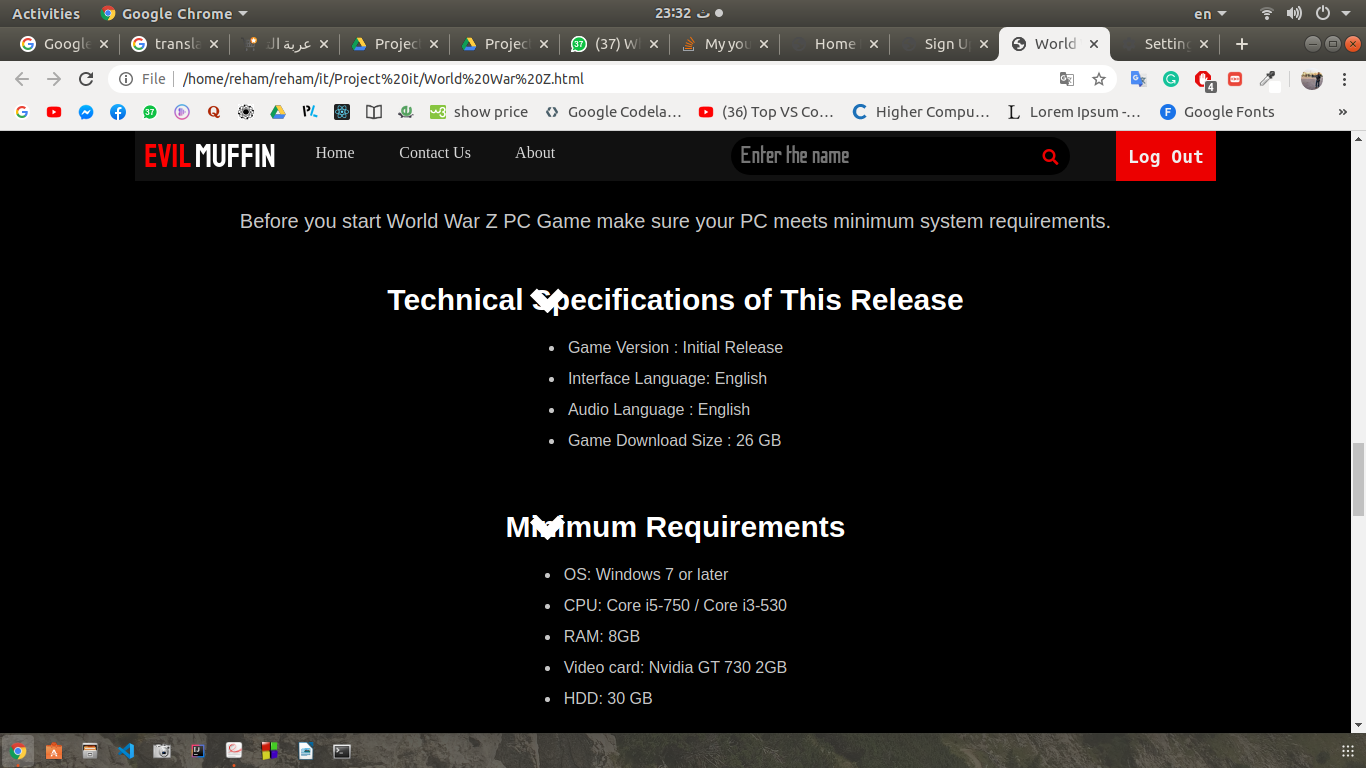 Activities Google Chrome 23:32 ث en
Google transla عربة الـ Project Project (37) Wh My you Home Sign U World Setting
File /home/reham/reham/it/Project%20it/World%20War%20Z.html
show price Google Codela… (36) Top VS Co… Higher Compu… Lorem Ipsum -… Google Fonts »
EVIL MUFFIN Home Contact Us About Enter the name Log Out
Before you start World War Z PC Game make sure your PC meets minimum system requirements.
Technical Specifications of This Release
• Game Version : Initial Release
• Interface Language: English
• Audio Language : English
• Game Download Size : 26 GB
Minimum Requirements
• OS: Windows 7 or later
• CPU: Core i5-750 / Core i3-530
• RAM: 8GB
• Video card: Nvidia GT 730 2GB
• HDD: 30 GB